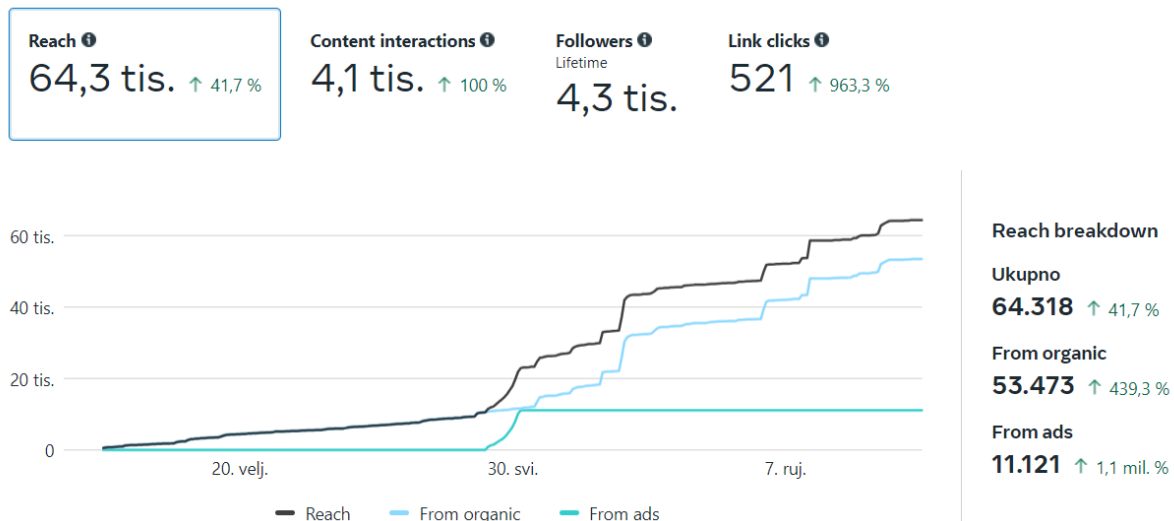 Reach
64,3 tis. ↑ 41,7 %
Content interactions
4,1 tis. ↑ 100 %
Followers
Lifetime
4,3 tis.
Link clicks
521 ↑ 963,3 %
60 tis.
40 tis.
20 tis.
0
20. velj.
30. svi.
7. ruj.
Reach
From organic
From ads
Reach breakdown
Ukupno
64.318 ↑ 41,7 %
From organic
53.473 ↑ 439,3 %
From ads
11.121 ↑ 1,1 mil. %